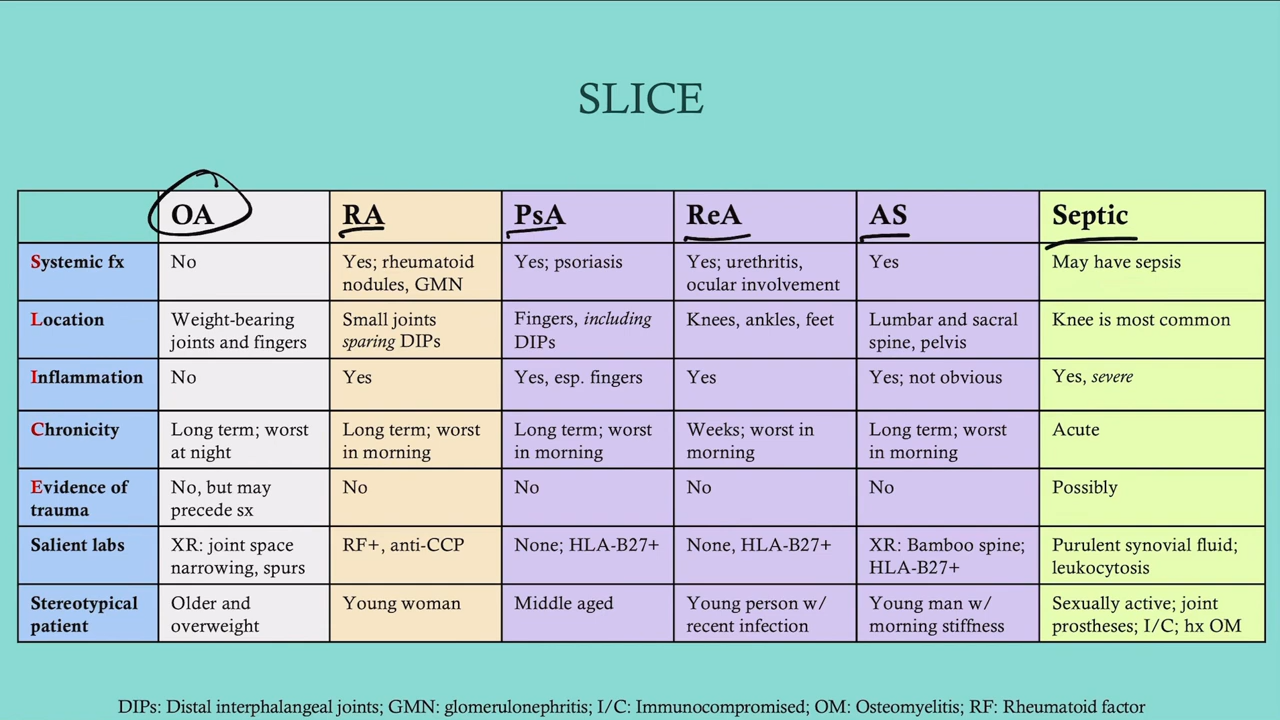 SLICE
OA RA PsA ReA AS Septic
Systemic fx No Yes; rheumatoid Yes; psoriasis Yes; urethritis, Yes May have sepsis
nodules, GMN ocular involvement
Location Weight-bearing Small joints Fingers, including Knees, ankles, feet Lumbar and sacral Knee is most common
joints and fingers sparing DIPs DIPs spine, pelvis
Inflammation No Yes Yes, esp. fingers Yes Yes; not obvious Yes, severe
Chronicity Long term; worst Long term; worst Long term; worst Weeks; worst in Long term; worst Acute
at night in morning in morning morning in morning
Evidence of No, but may No No No No Possibly
trauma precede sx
Salient labs XR: joint space RF+, anti-CCP None; HLA-B27+ None, HLA-B27+ XR: Bamboo spine; Purulent synovial fluid;
narrowing, spurs HLA-B27+ leukocytosis
Stereotypical Older and Young woman Middle aged Young person w/ Young man w/ Sexually active; joint
patient overweight recent infection morning stiffness prostheses; I/C; hx OM
DIPs: Distal interphalangeal joints; GMN: glomerulonephritis; I/C: Immunocompromised; OM: Osteomyelitis; RF: Rheumatoid factor